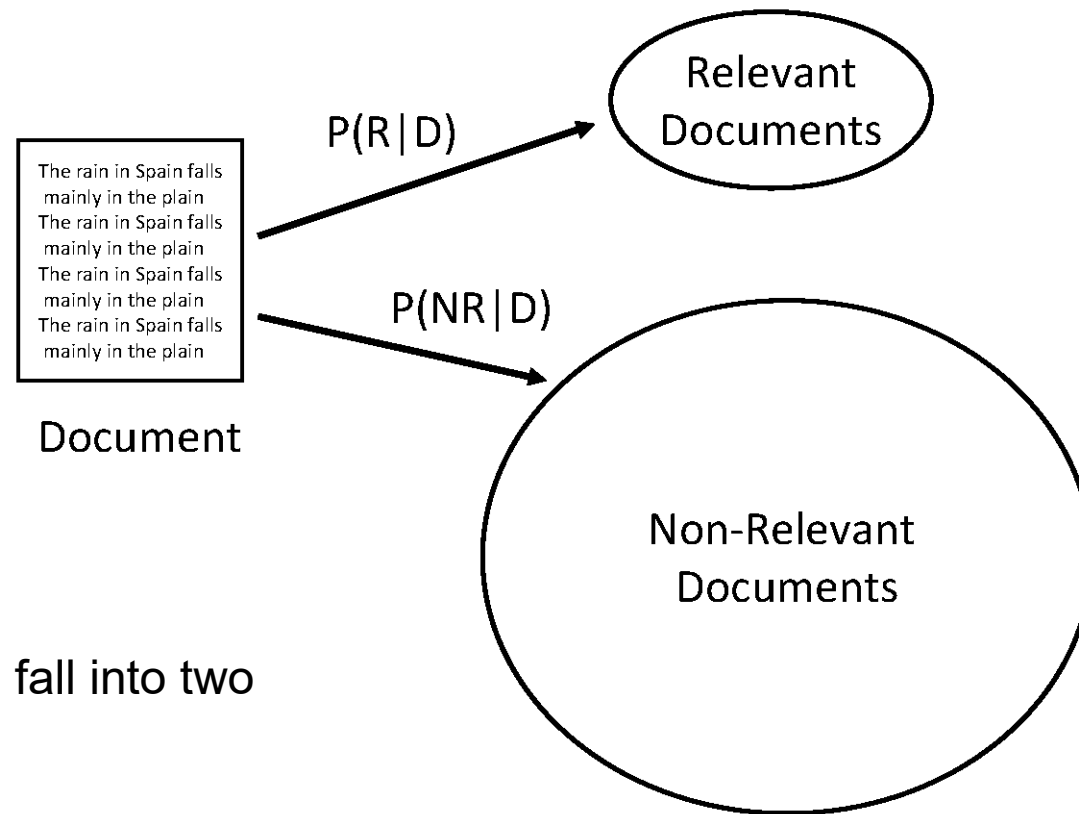 Relevant
Documents
P(R|D)
The rain in Spain falls
mainly in the plain
The rain in Spain falls
mainly in the plain
The rain in Spain falls
mainly in the plain
The rain in Spain falls
mainly in the plain
P(NR|D)
Document
Non-Relevant
Documents
fall into two